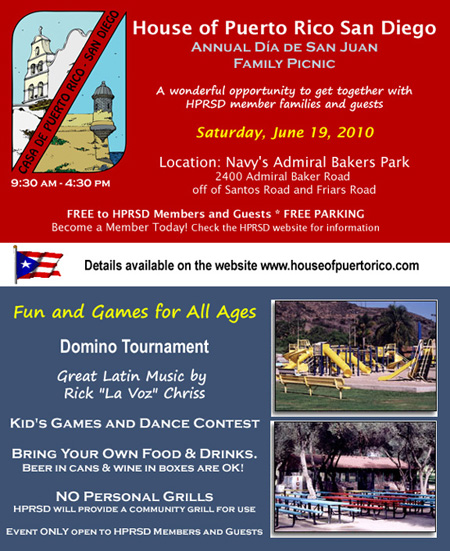 CASA DE PUERTO RICO - SAN DIEGO
9:30 AM - 4:30 PM
House of Puerto Rico San Diego
Annual Día de San Juan
Family Picnic
A wonderful opportunity to get together with
HPRSD member families and guests
Saturday, June 19, 2010
Location: Navy's Admiral Bakers Park
2400 Admiral Baker Road
off of Santos Road and Friars Road
FREE to HPRSD Members and Guests * FREE PARKING
Become a Member Today! Check the HPRSD website for information
Details available on the website www.houseofpuertorico.com
Fun and Games for All Ages
Domino Tournament
Great Latin Music by
Rick "La Voz" Chriss
Kid's Games and Dance Contest
Bring Your Own Food & Drinks.
Beer in cans & wine in boxes are OK!
NO Personal Grills
HPRSD will provide a community grill for use
Event ONLY open to HPRSD Members and Guests